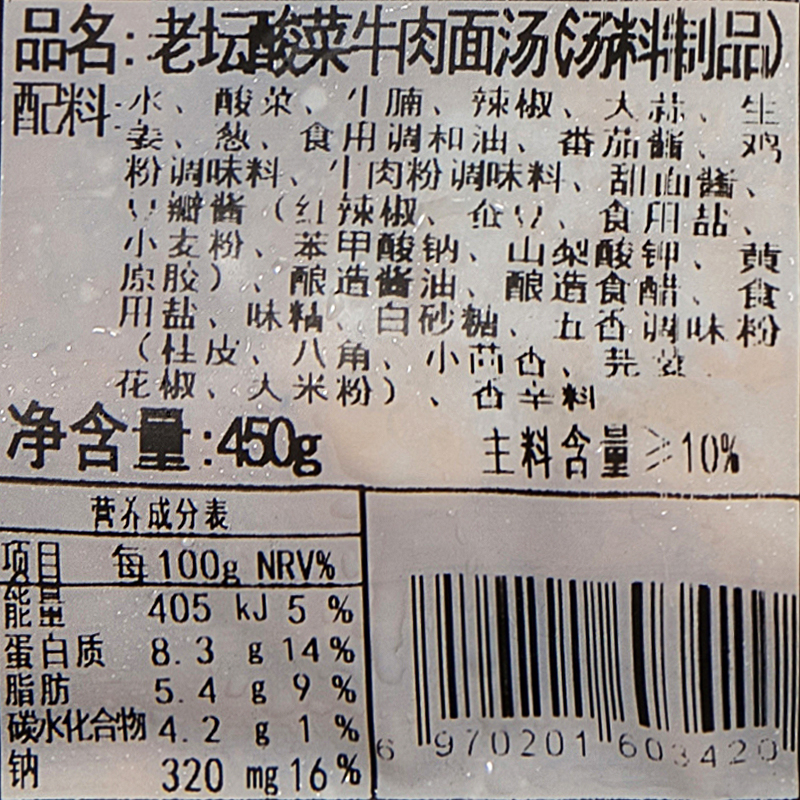 品名:老坛酸菜牛肉面汤(汤料制品)
配料:水、酸菜、牛腩、辣椒、大蒜、生
姜、葱、食用调和油、番茄酱、鸡
粉调味料、牛肉粉调味料、甜面酱、
豆瓣酱（红辣椒、蚕豆、食用盐、
小麦粉、苯甲酸钠、山梨酸钾、黄
原胶）、酿造酱油、酿造食醋、食
用盐、味精、白砂糖、五香调味粉
（桂皮、八角、小茴香、芫荽、
花椒、大米粉）、香辛料
净含量:450g 主料含量≥10%
营养成分表
项目 每100g NRV%
能量 405 kJ 5 %
蛋白质 8.3 g 14%
脂肪 5.4 g 9 %
碳水化合物 4.2 g 1 %
钠 320 mg 16%
6 970201 603420